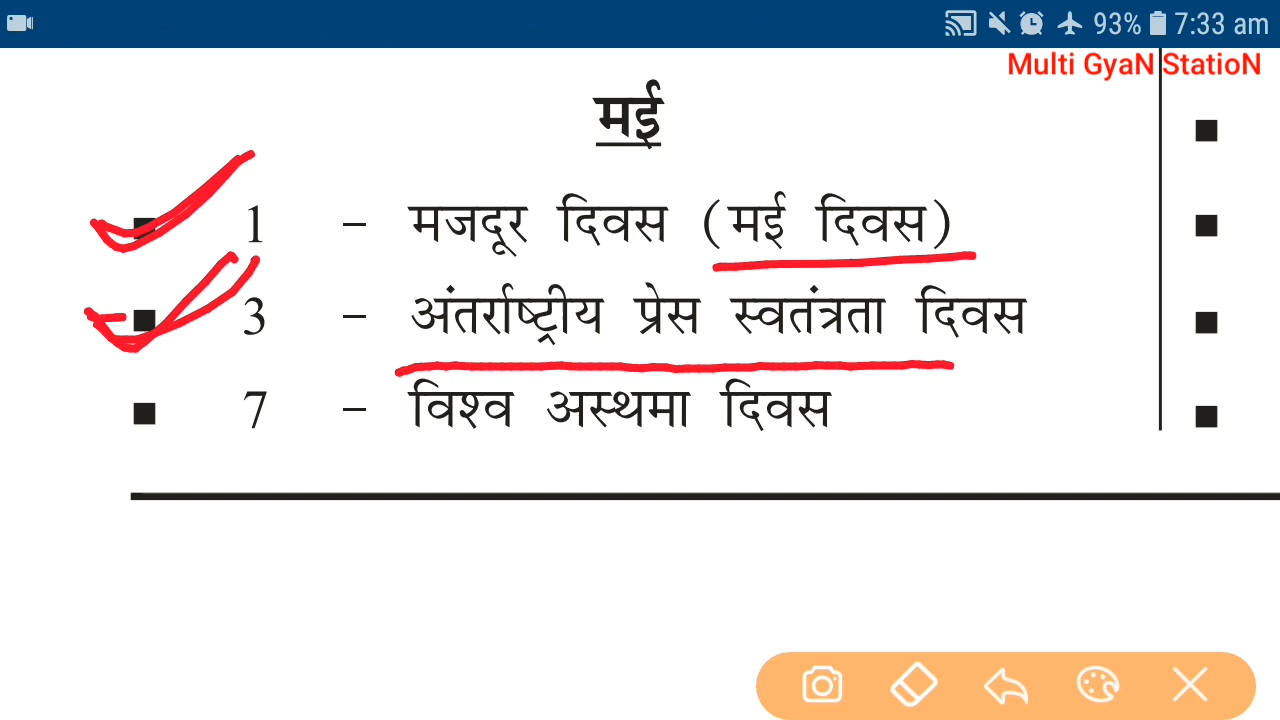 93% 7:33 am
Multi GyaN StatioN
मई
■ 1 – मजदूर दिवस (मई दिवस)
■ 3 – अंतर्राष्ट्रीय प्रेस स्वतंत्रता दिवस
■ 7 – विश्व अस्थमा दिवस